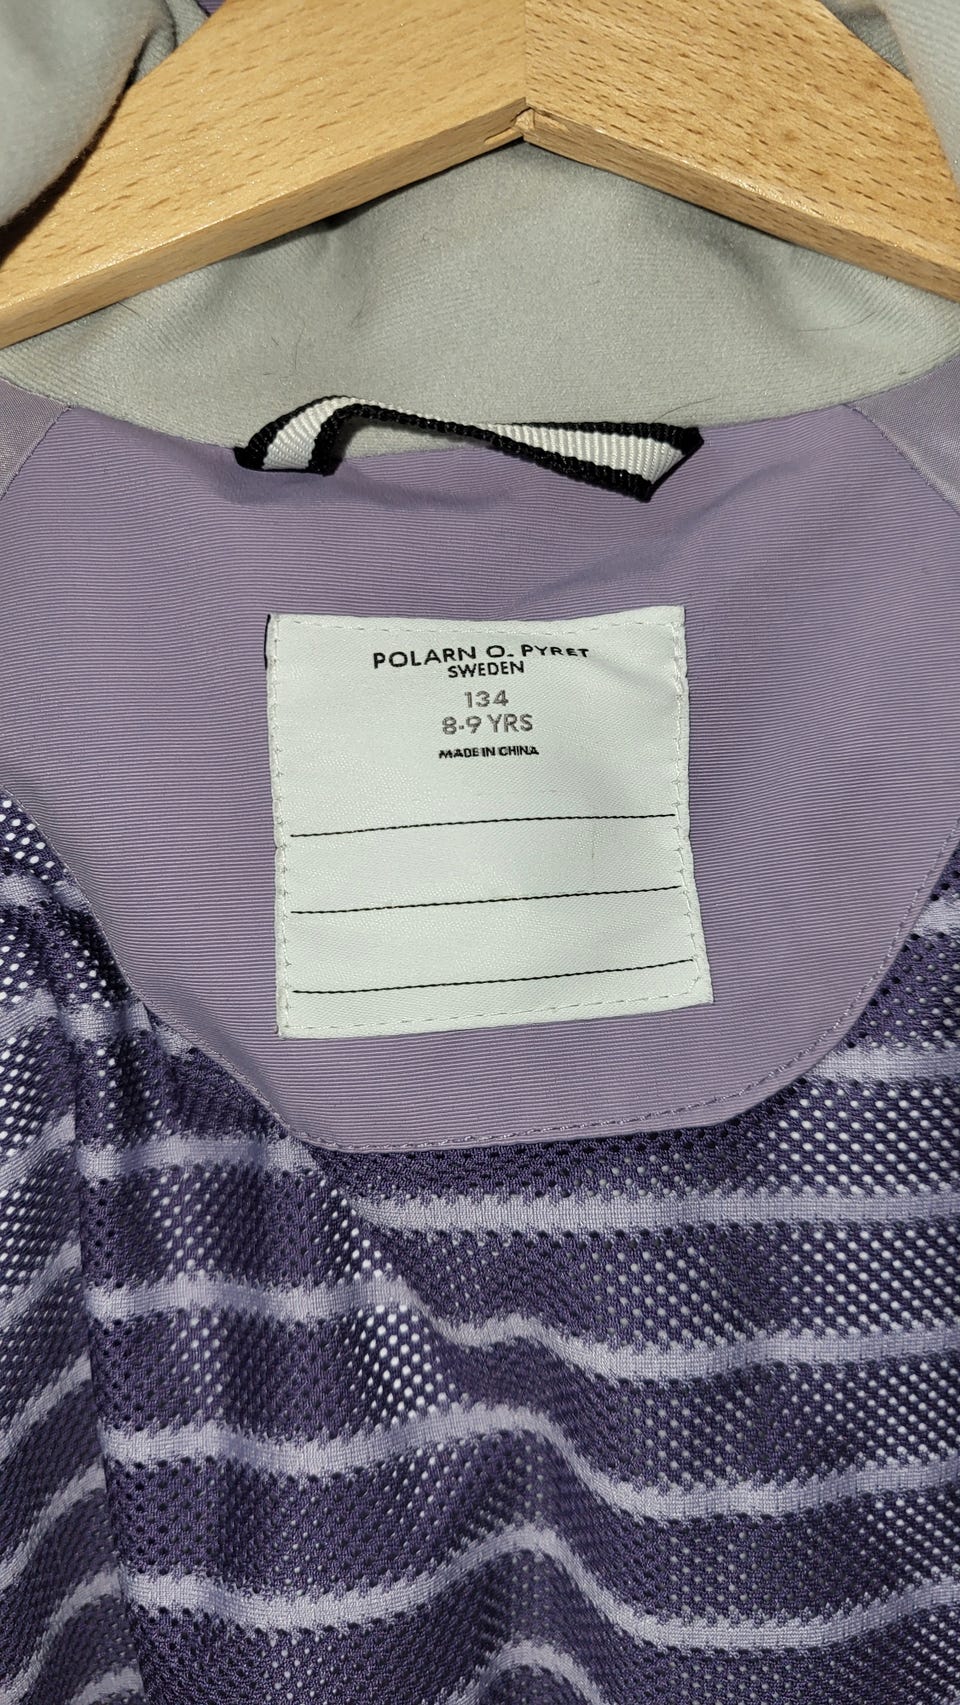 POLARN O. PYRET
SWEDEN
134
8-9 YRS
MADE IN CHINA